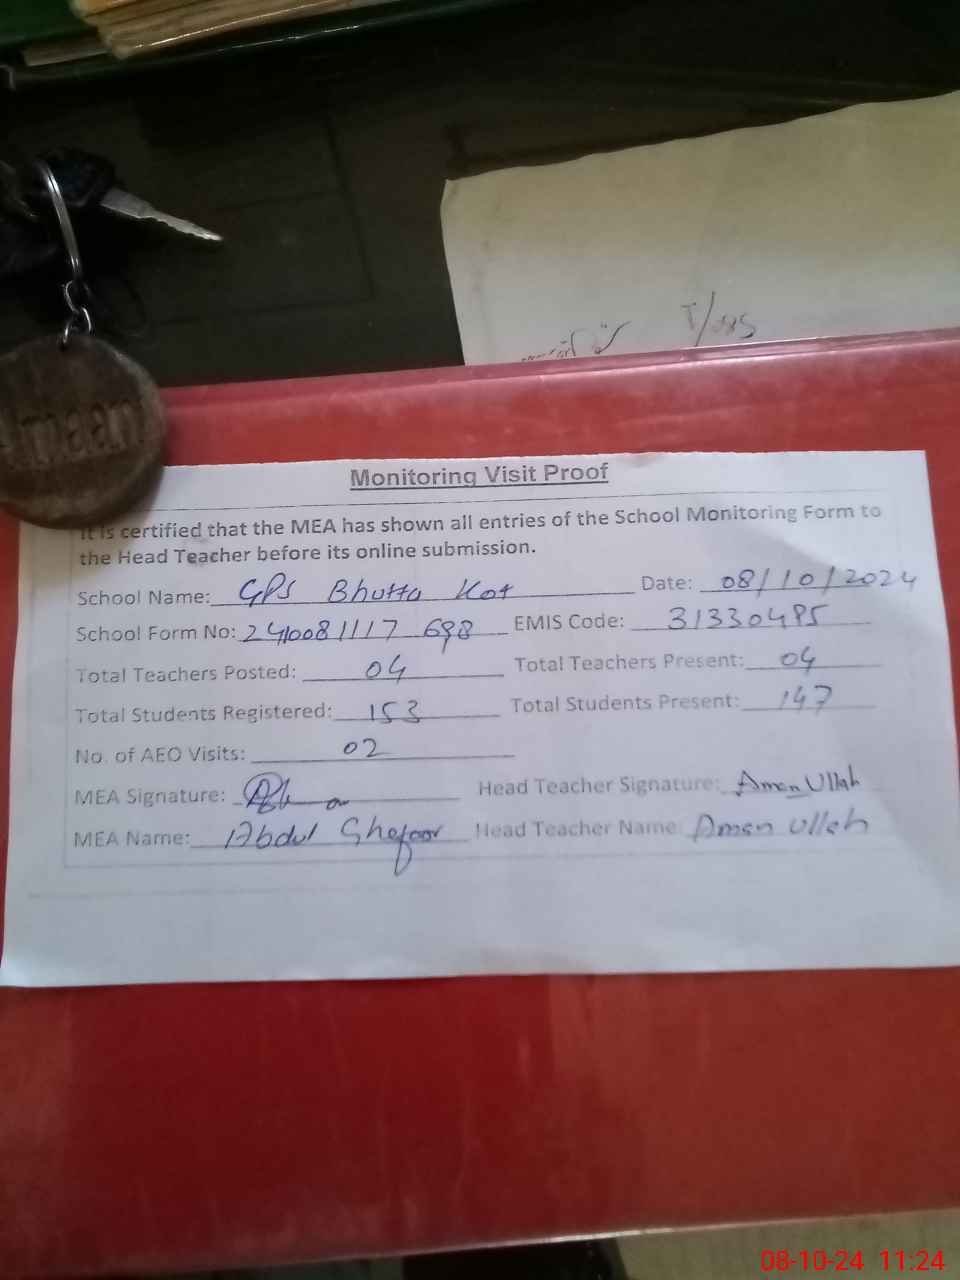 T/
maan
Monitoring Visit Proof
It is certified that the MEA has shown all entries of the School Monitoring Form to
the Head Teacher before its online submission.
School Name: GPS Bhutta Kot Date: 08/10/2024
School Form No: 2410081117 698 EMIS Code: 31330485
Total Teachers Posted: 04 Total Teachers Present: 04
Total Students Registered: 153 Total Students Present: 147
No. of AEO Visits: 02
MEA Signature: Head Teacher Signature: Aman Ullah
MEA Name: Abdul Ghafoor Head Teacher Name: Aman Ullah
08-10-24 11:24